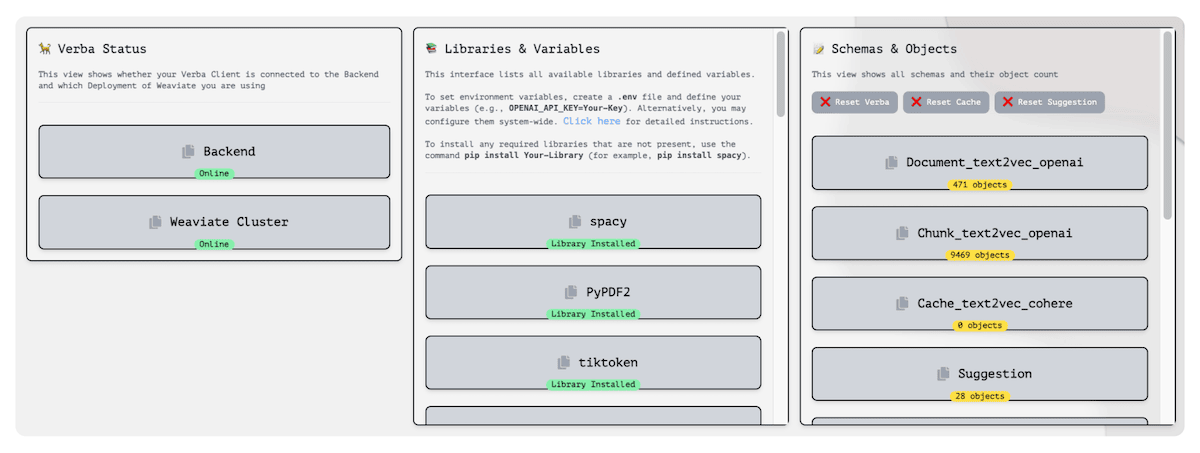 Verba Status
This view shows whether your Verba Client is connected to the Backend
and which Deployment of Weaviate you are using
Backend
Online
Weaviate Cluster
Online
Libraries & Variables
This interface lists all available libraries and defined variables.
To set environment variables, create a .env file and define your
variables (e.g., OPENAI_API_KEY=Your-Key). Alternatively, you may
configure them system-wide. Click here for detailed instructions.
To install any required libraries that are not present, use the
command pip install Your-Library (for example, pip install spacy).
spacy
Library Installed
PyPDF2
Library Installed
tiktoken
Library Installed
Schemas & Objects
This view shows all schemas and their object count
Reset Verba
Reset Cache
Reset Suggestion
Document_text2vec_openai
471 objects
Chunk_text2vec_openai
9469 objects
Cache_text2vec_cohere
0 objects
Suggestion
28 objects